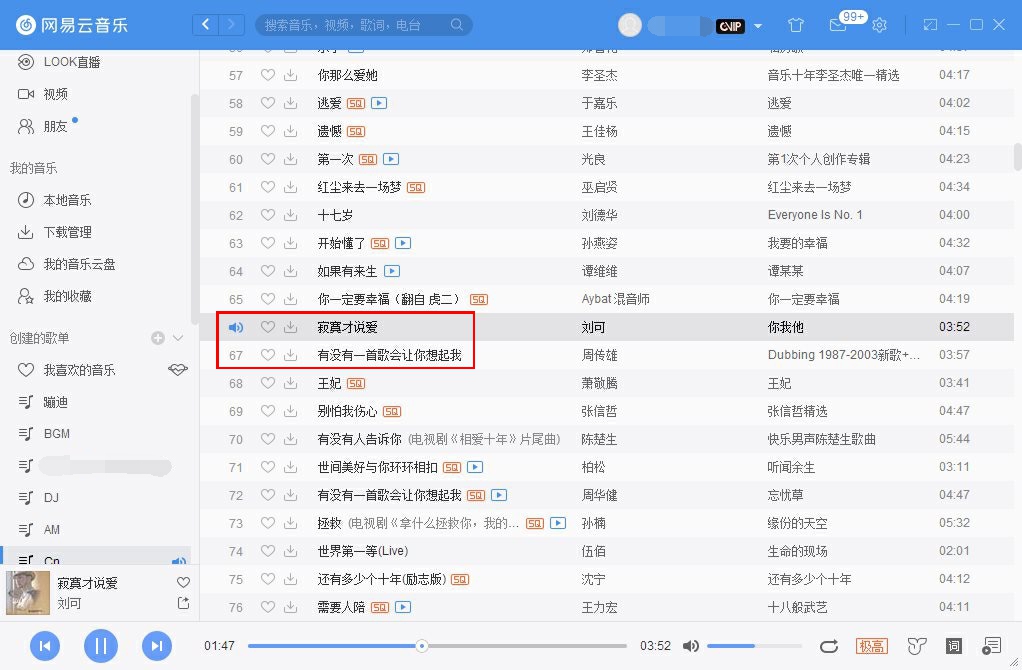 网易云音乐
搜索音乐，视频，歌词，电台
CVIP
99+
LOOK直播
视频
朋友
我的音乐
本地音乐
下载管理
我的音乐云盘
我的收藏
创建的歌单
我喜欢的音乐
蹦迪
BGM
DJ
AM
Cn
57 你那么爱她 李圣杰 音乐十年李圣杰唯一精选 04:17
58 逃爱 SQ 于嘉乐 逃爱 04:02
59 遗憾 SQ 王佳杨 遗憾 04:15
60 第一次 SQ 光良 第1次个人创作专辑 04:23
61 红尘来去一场梦 SQ 巫启贤 红尘来去一场梦 04:34
62 十七岁 刘德华 Everyone Is No. 1 04:00
63 开始懂了 SQ 孙燕姿 我要的幸福 04:32
64 如果有来生 谭维维 谭某某 04:07
65 你一定要幸福（翻自 虎二） SQ Aybat混音师 你一定要幸福 04:19
寂寞才说爱 刘可 你我他 03:52
67 有没有一首歌会让你想起我 周传雄 Dubbing 1987-2003新歌+... 03:57
68 王妃 SQ 萧敬腾 王妃 03:41
69 别怕我伤心 SQ 张信哲 张信哲精选 04:47
70 有没有人告诉你 (电视剧《相爱十年》片尾曲) 陈楚生 快乐男声陈楚生歌曲 05:44
71 世间美好与你环环相扣 SQ 柏松 听闻余生 03:11
72 有没有一首歌会让你想起我 SQ 周华健 忘忧草 04:47
73 拯救 (电视剧《拿什么拯救你，我的... SQ 孙楠 缘份的天空 05:32
74 世界第一等(Live) 伍佰 生命的现场 02:01
75 还有多少个十年(励志版) SQ 沈宁 还有多少个十年 04:12
76 需要人陪 SQ 王力宏 十八般武艺 04:11
寂寞才说爱
刘可
01:47 03:52 极高 词